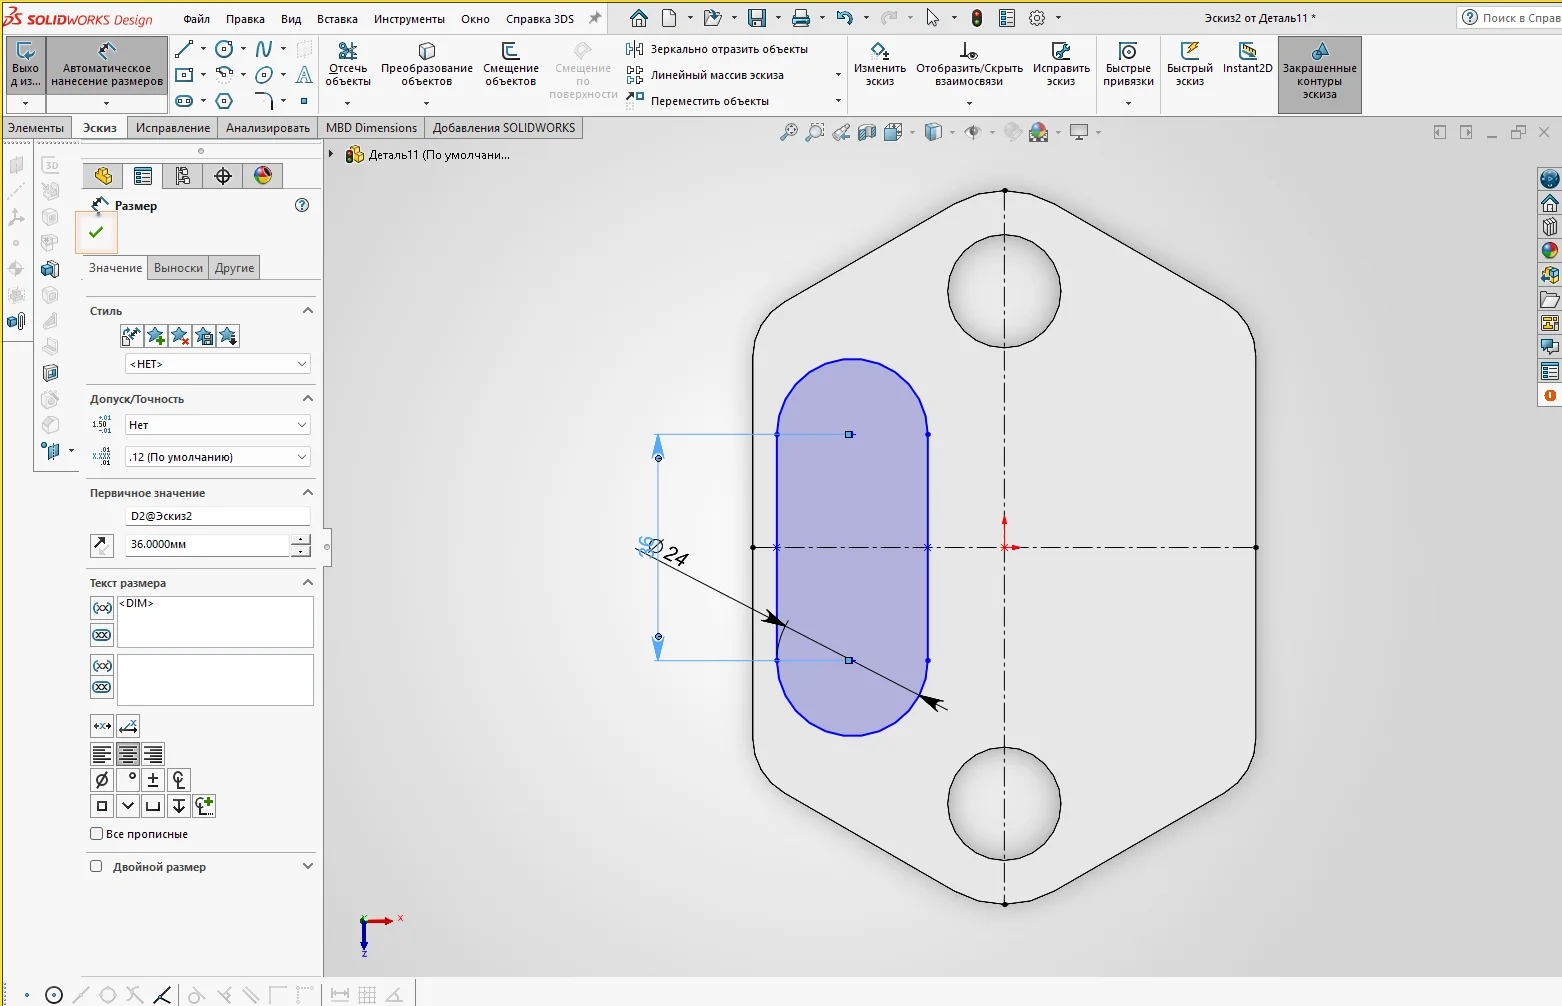 SOLIDWORKS Design
Файл Правка Вид Вставка Инструменты Окно Справка 3DS
Эскиз2 от Деталь11 *
Поиск в Справ
Выхо
д из...
Автоматическое
нанесение размеров
Отсечь
объекты
Преобразование
объектов
Смещение
объектов
Смещение
по
поверхности
Зеркально отразить объекты
Линейный массив эскиза
Переместить объекты
Изменить
эскиз
Отобразить/Скрыть
взаимосвязи
Исправить
эскиз
Быстрые
привязки
Быстрый
эскиз
Instant2D
Закрашенные
контуры
эскиза
Элементы Эскиз Исправление Анализировать MBD Dimensions Добавления SOLIDWORKS
Деталь11 (По умолчани...
Размер
Значение Выноски Другие
Стиль
<НЕТ>
Допуск/Точность
Нет
.12 (По умолчанию)
Первичное значение
D2@Эскиз2
36.0000мм
Текст размера
<DIM>
Все прописные
Двойной размер
36
Ø 24
X
Y
Z